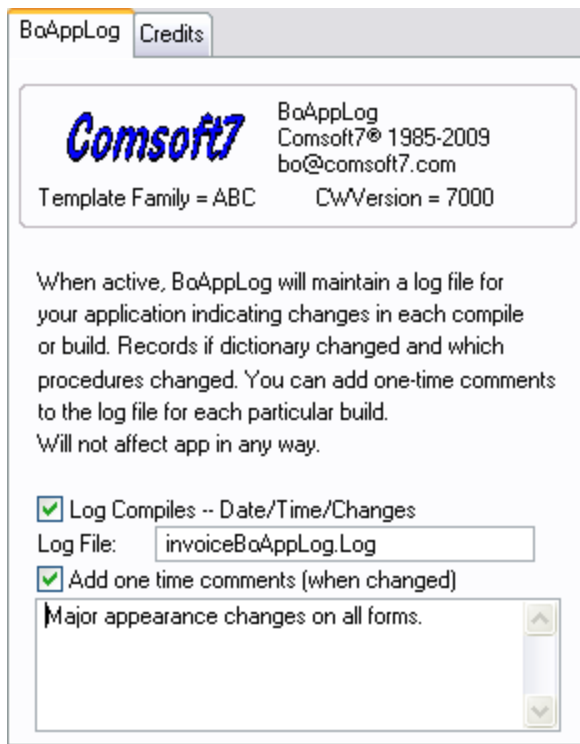 BoAppLog Credits
Comsoft7
BoAppLog
Comsoft7® 1985-2009
bo@comsoft7.com
Template Family = ABC CWVersion = 7000
When active, BoAppLog will maintain a log file for
your application indicating changes in each compile
or build. Records if dictionary changed and which
procedures changed. You can add one-time comments
to the log file for each particular build.
Will not affect app in any way.
Log Compiles -- Date/Time/Changes
Log File: invoiceBoAppLog.Log
Add one time comments (when changed)
Major appearance changes on all forms.